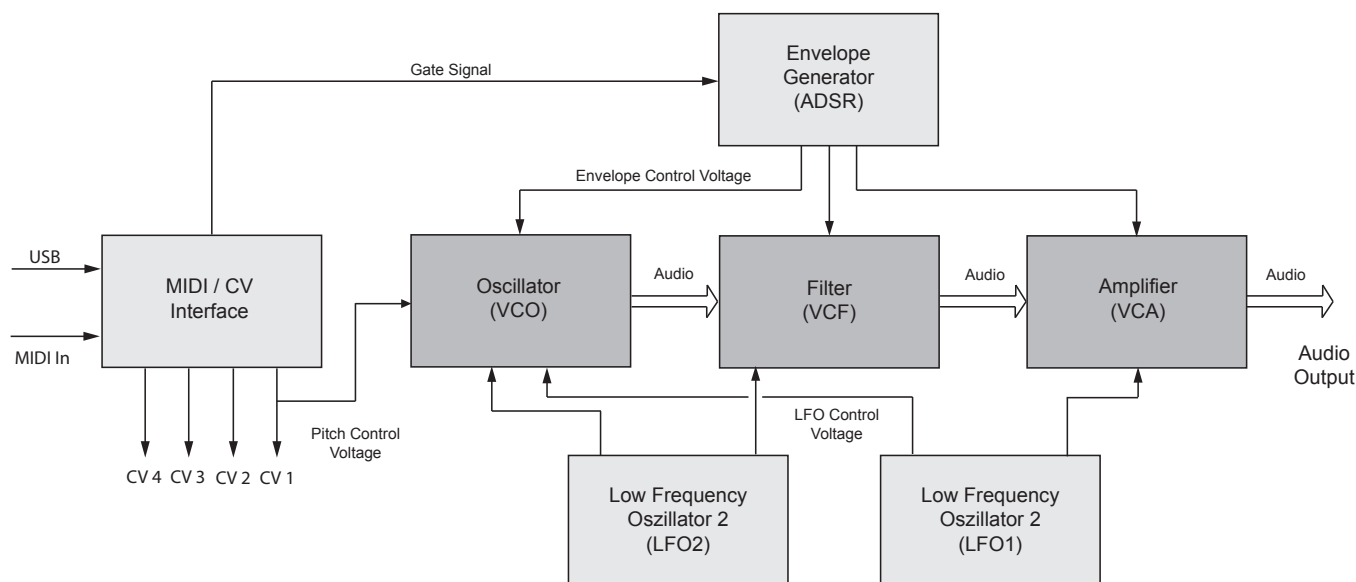 Envelope
Generator
(ADSR)
Gate Signal
Envelope Control Voltage
USB
MIDI In
MIDI / CV
Interface
Oscillator
(VCO)
Audio
Filter
(VCF)
Audio
Amplifier
(VCA)
Audio
Audio
Output
Pitch Control
Voltage
CV 4
CV 3
CV 2
CV 1
LFO Control
Voltage
Low Frequency
Oszillator 2
(LFO2)
Low Frequency
Oszillator 2
(LFO1)